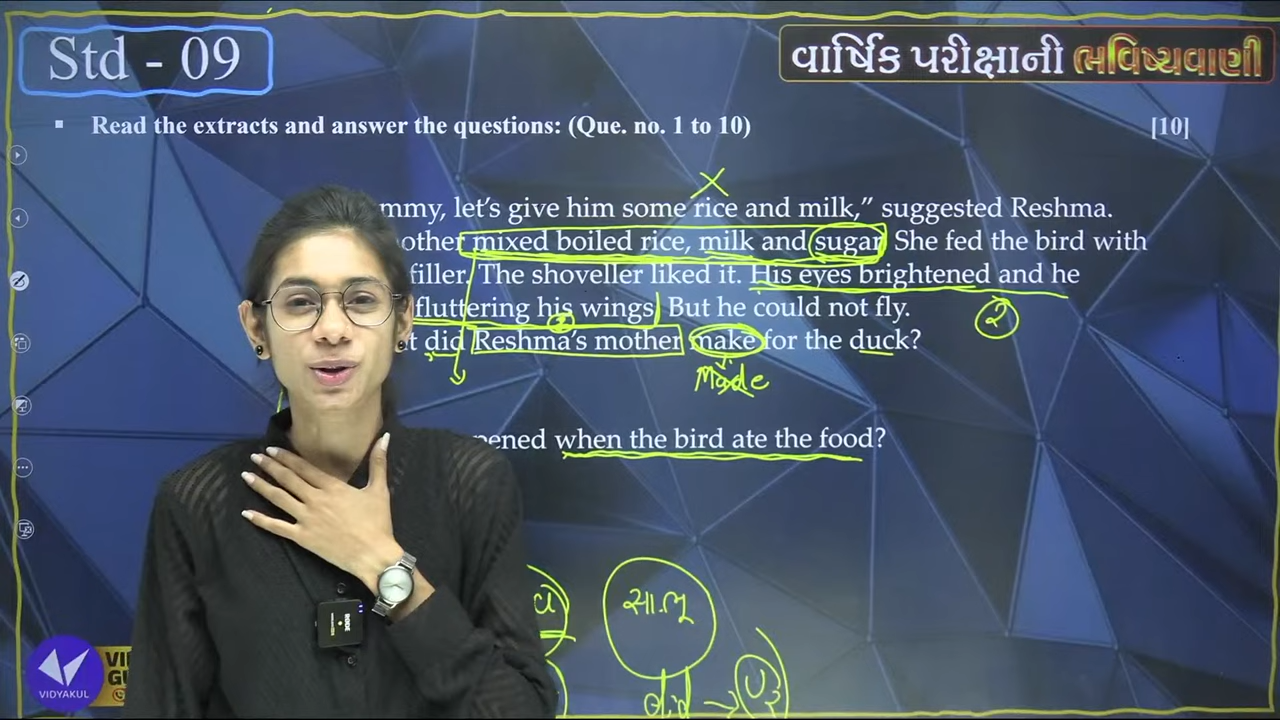 Std - 09
વાર્ષિક પરીક્ષાની ભવિષ્યવાણી
Read the extracts and answer the questions: (Que. no. 1 to 10) [10]
mmy, let's give him some rice and milk,” suggested Reshma.
other mixed boiled rice, milk and sugar. She fed the bird with
filler. The shoveller liked it. His eyes brightened and he
fluttering his wings. But he could not fly.
2
t did Reshma's mother make for the duck?
Made
pened when the bird ate the food?
સા.ભૂ
did →
VIDYAKUL